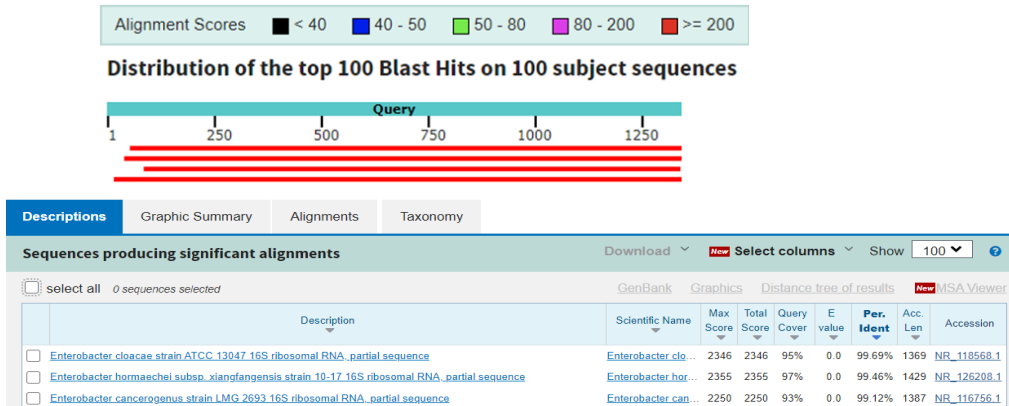 Alignment Scores < 40 40 - 50 50 - 80 80 - 200 >= 200
Distribution of the top 100 Blast Hits on 100 subject sequences
Query
1 250 500 750 1000 1250
Descriptions Graphic Summary Alignments Taxonomy
Sequences producing significant alignments Download New Select columns Show 100 ?
select all 0 sequences selected GenBank Graphics Distance tree of results New MSA Viewer
Description Scientific Name Max Score Total Score Query Cover E value Per. Ident Acc. Len Accession
Enterobacter cloacae strain ATCC 13047 16S ribosomal RNA, partial sequence Enterobacter clo... 2346 2346 95% 0.0 99.69% 1369 NR_118568.1
Enterobacter hormaechei subsp. xiangfangensis strain 10-17 16S ribosomal RNA, partial sequence Enterobacter hor... 2355 2355 97% 0.0 99.46% 1429 NR_126208.1
Enterobacter cancerogenus strain LMG 2693 16S ribosomal RNA, partial sequence Enterobacter can... 2250 2250 93% 0.0 99.12% 1387 NR_116756.1